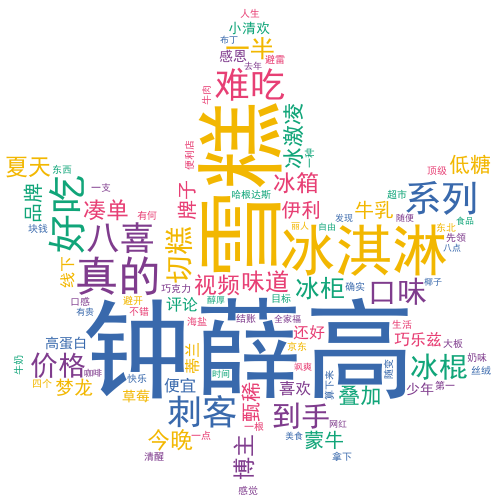 人生
小清欢
布丁
一半
感恩
避雷
去年
难吃
牛肉
冰激凌
便利店
一非
雪糕
夏天
东西
低糖
顶级
品牌
好吃
一支
牌子
冰箱
哈根达斯
超市
系列
凑单
有何
伊利
牛乳
发现
随便
食品
块钱
八喜
丽人
自由
东北
先领
八点
切糕
冰淇淋
线下
真的
视频
味道
冰柜
确实
口味
椰子
口感
避开
巧克力
醇厚
目标
有贵
不错
评论
海盐
结账
全家福
生活
钟薛高
还好
巧乐兹
大板
高蛋白
慕兰
京东
奶味
牛奶
价格
咖啡
快乐
便宜
时间
飒爽
算下来
感受
冰棍
丝绒
四个
梦龙
草莓
刺客
甄稀
喜欢
叠加
少年
第一
到手
一根
网红
今晚
一点
美食
蒙牛
清醒
博主
拿下
感觉